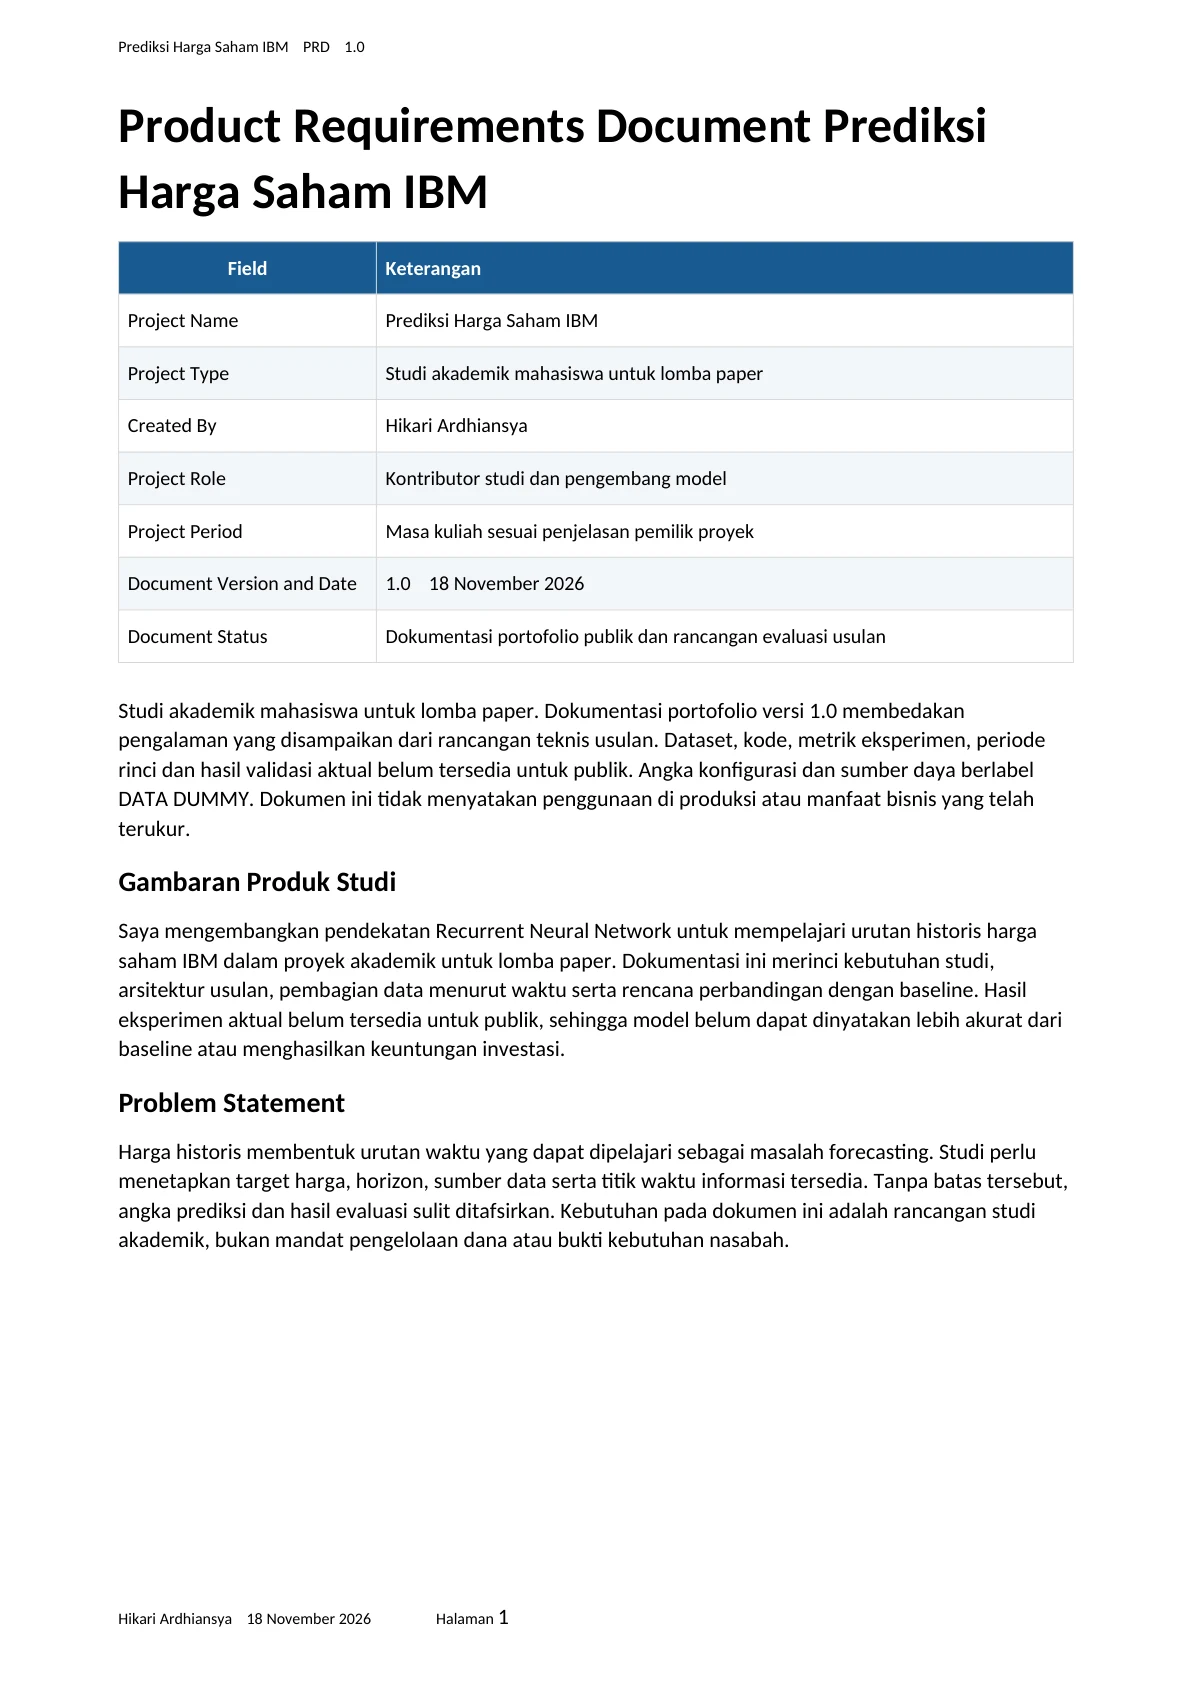 Prediksi Harga Saham IBM PRD 1.0
Product Requirements Document Prediksi
Harga Saham IBM
Field Keterangan
Project Name Prediksi Harga Saham IBM
Project Type Studi akademik mahasiswa untuk lomba paper
Created By Hikari Ardhiansya
Project Role Kontributor studi dan pengembang model
Project Period Masa kuliah sesuai penjelasan pemilik proyek
Document Version and Date 1.0 18 November 2026
Document Status Dokumentasi portofolio publik dan rancangan evaluasi usulan
Studi akademik mahasiswa untuk lomba paper. Dokumentasi portofolio versi 1.0 membedakan
pengalaman yang disampaikan dari rancangan teknis usulan. Dataset, kode, metrik eksperimen, periode
rinci dan hasil validasi aktual belum tersedia untuk publik. Angka konfigurasi dan sumber daya berlabel
DATA DUMMY. Dokumen ini tidak menyatakan penggunaan di produksi atau manfaat bisnis yang telah
terukur.
Gambaran Produk Studi
Saya mengembangkan pendekatan Recurrent Neural Network untuk mempelajari urutan historis harga
saham IBM dalam proyek akademik untuk lomba paper. Dokumentasi ini merinci kebutuhan studi,
arsitektur usulan, pembagian data menurut waktu serta rencana perbandingan dengan baseline. Hasil
eksperimen aktual belum tersedia untuk publik, sehingga model belum dapat dinyatakan lebih akurat dari
baseline atau menghasilkan keuntungan investasi.
Problem Statement
Harga historis membentuk urutan waktu yang dapat dipelajari sebagai masalah forecasting. Studi perlu
menetapkan target harga, horizon, sumber data serta titik waktu informasi tersedia. Tanpa batas tersebut,
angka prediksi dan hasil evaluasi sulit ditafsirkan. Kebutuhan pada dokumen ini adalah rancangan studi
akademik, bukan mandat pengelolaan dana atau bukti kebutuhan nasabah.
Hikari Ardhiansya 18 November 2026 Halaman 1